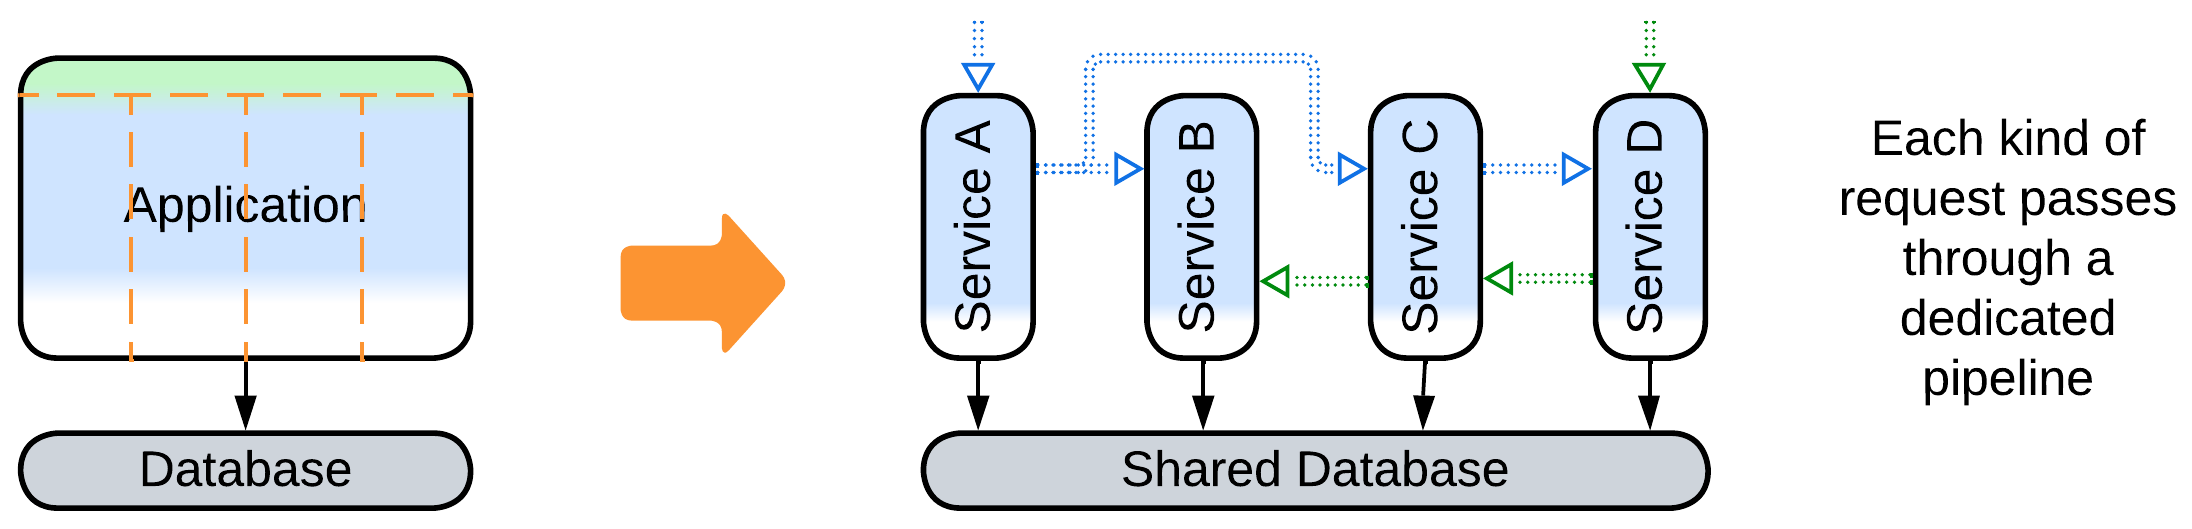 Application
Database
Service A
Service B
Service C
Service D
Shared Database
Each kind of
request passes
through a
dedicated
pipeline